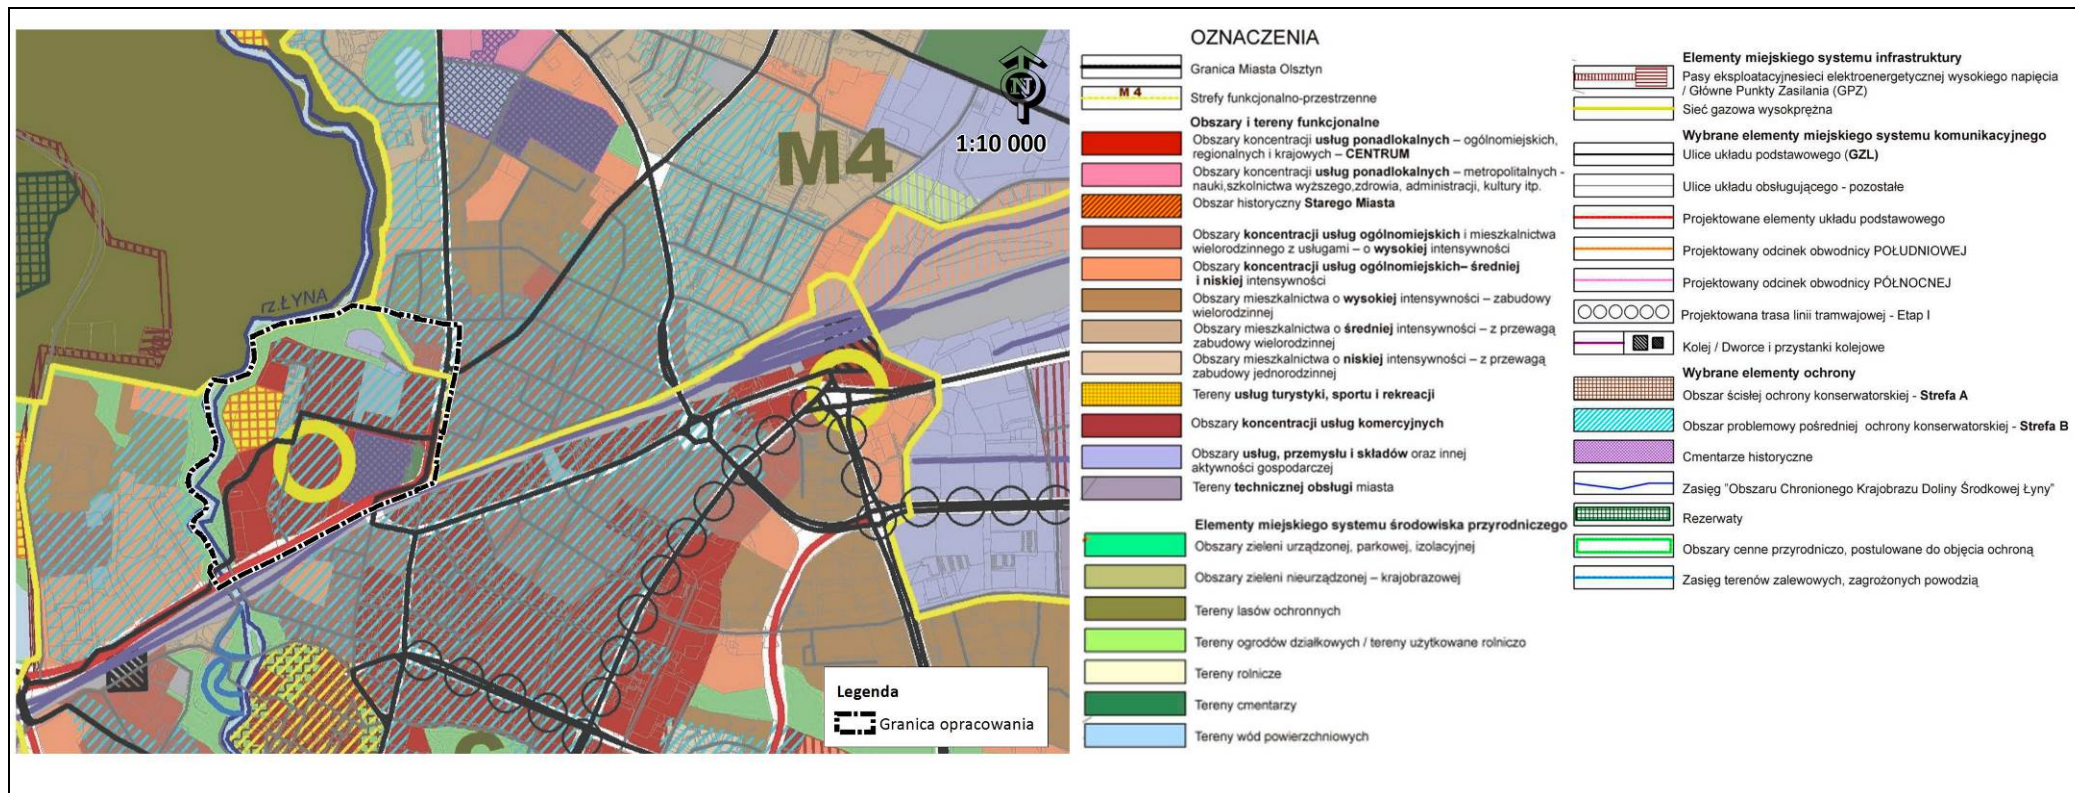 N
1:10 000
M4
rz.ŁYNA
C
Legenda
Granica opracowania
OZNACZENIA
Granica Miasta Olsztyn
M 4
Strefy funkcjonalno-przestrzenne
Obszary i tereny funkcjonalne
Obszary koncentracji usług ponadlokalnych – ogólnomiejskich,
regionalnych i krajowych – CENTRUM
Obszary koncentracji usług ponadlokalnych – metropolitalnych -
nauki,szkolnictwa wyższego,zdrowia, administracji, kultury itp.
Obszar historyczny Starego Miasta
Obszary koncentracji usług ogólnomiejskich i mieszkalnictwa
wielorodzinnego z usługami – o wysokiej intensywności
Obszary koncentracji usług ogólnomiejskich– średniej
i niskiej intensywności
Obszary mieszkalnictwa o wysokiej intensywności – zabudowy
wielorodzinnej
Obszary mieszkalnictwa o średniej intensywności – z przewagą
zabudowy wielorodzinnej
Obszary mieszkalnictwa o niskiej intensywności – z przewagą
zabudowy jednorodzinnej
Tereny usług turystyki, sportu i rekreacji
Obszary koncentracji usług komercyjnych
Obszary usług, przemysłu i składów oraz innej
aktywności gospodarczej
Tereny technicznej obsługi miasta
Elementy miejskiego systemu środowiska przyrodniczego
Obszary zieleni urządzonej, parkowej, izolacyjnej
Obszary zieleni nieurządzonej – krajobrazowej
Tereny lasów ochronnych
Tereny ogrodów działkowych / tereny użytkowane rolniczo
Tereny rolnicze
Tereny cmentarzy
Tereny wód powierzchniowych
Elementy miejskiego systemu infrastruktury
Pasy eksploatacyjnesieci elektroenergetycznej wysokiego napięcia
/ Główne Punkty Zasilania (GPZ)
Sieć gazowa wysokprężna
Wybrane elementy miejskiego systemu komunikacyjnego
Ulice układu podstawowego (GZL)
Ulice układu obsługującego - pozostałe
Projektowane elementy układu podstawowego
Projektowany odcinek obwodnicy POŁUDNIOWEJ
Projektowany odcinek obwodnicy PÓŁNOCNEJ
Projektowana trasa linii tramwajowej - Etap I
Kolej / Dworce i przystanki kolejowe
Wybrane elementy ochrony
Obszar ścisłej ochrony konserwatorskiej - Strefa A
Obszar problemowy pośredniej ochrony konserwatorskiej - Strefa B
Cmentarze historyczne
Zasięg "Obszaru Chronionego Krajobrazu Doliny Środkowej Łyny"
Rezerwaty
Obszary cenne przyrodniczo, postulowane do objęcia ochroną
Zasięg terenów zalewowych, zagrożonych powodzią